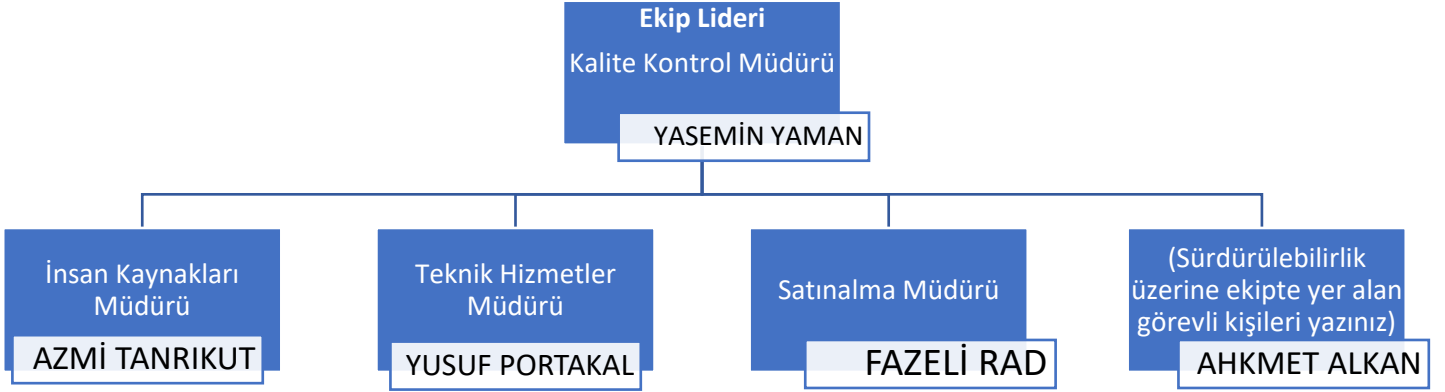 Ekip Lideri
Kalite Kontrol Müdürü
YASEMİN YAMAN
İnsan Kaynakları
Müdürü
AZMİ TANRIKUT
Teknik Hizmetler
Müdürü
YUSUF PORTAKAL
Satınalma Müdürü
FAZELİ RAD
(Sürdürülebilirlik
üzerine ekipte yer alan
görevli kişileri yazınız)
AHKMET ALKAN